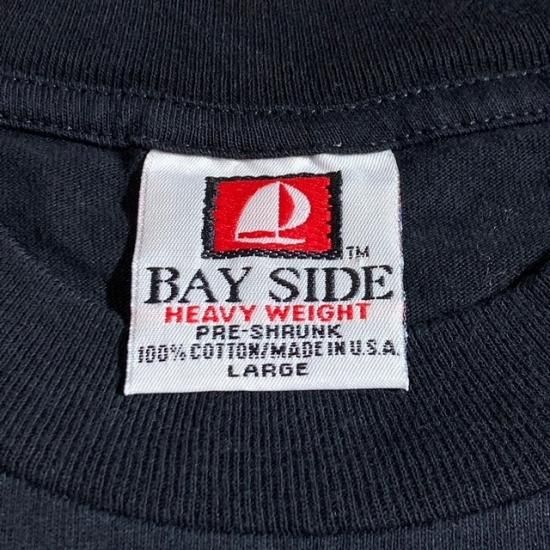 TM
BAY SIDE
HEAVY WEIGHT
PRE-SHRUNK
100% COTTON/MADE IN U.S.A.
LARGE